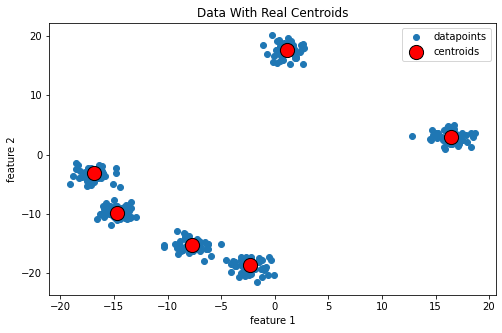 Data With Real Centroids
datapoints
centroids
feature 2
20
10
0
−10
−20
−20 −15 −10 −5 0 5 10 15 20
feature 1